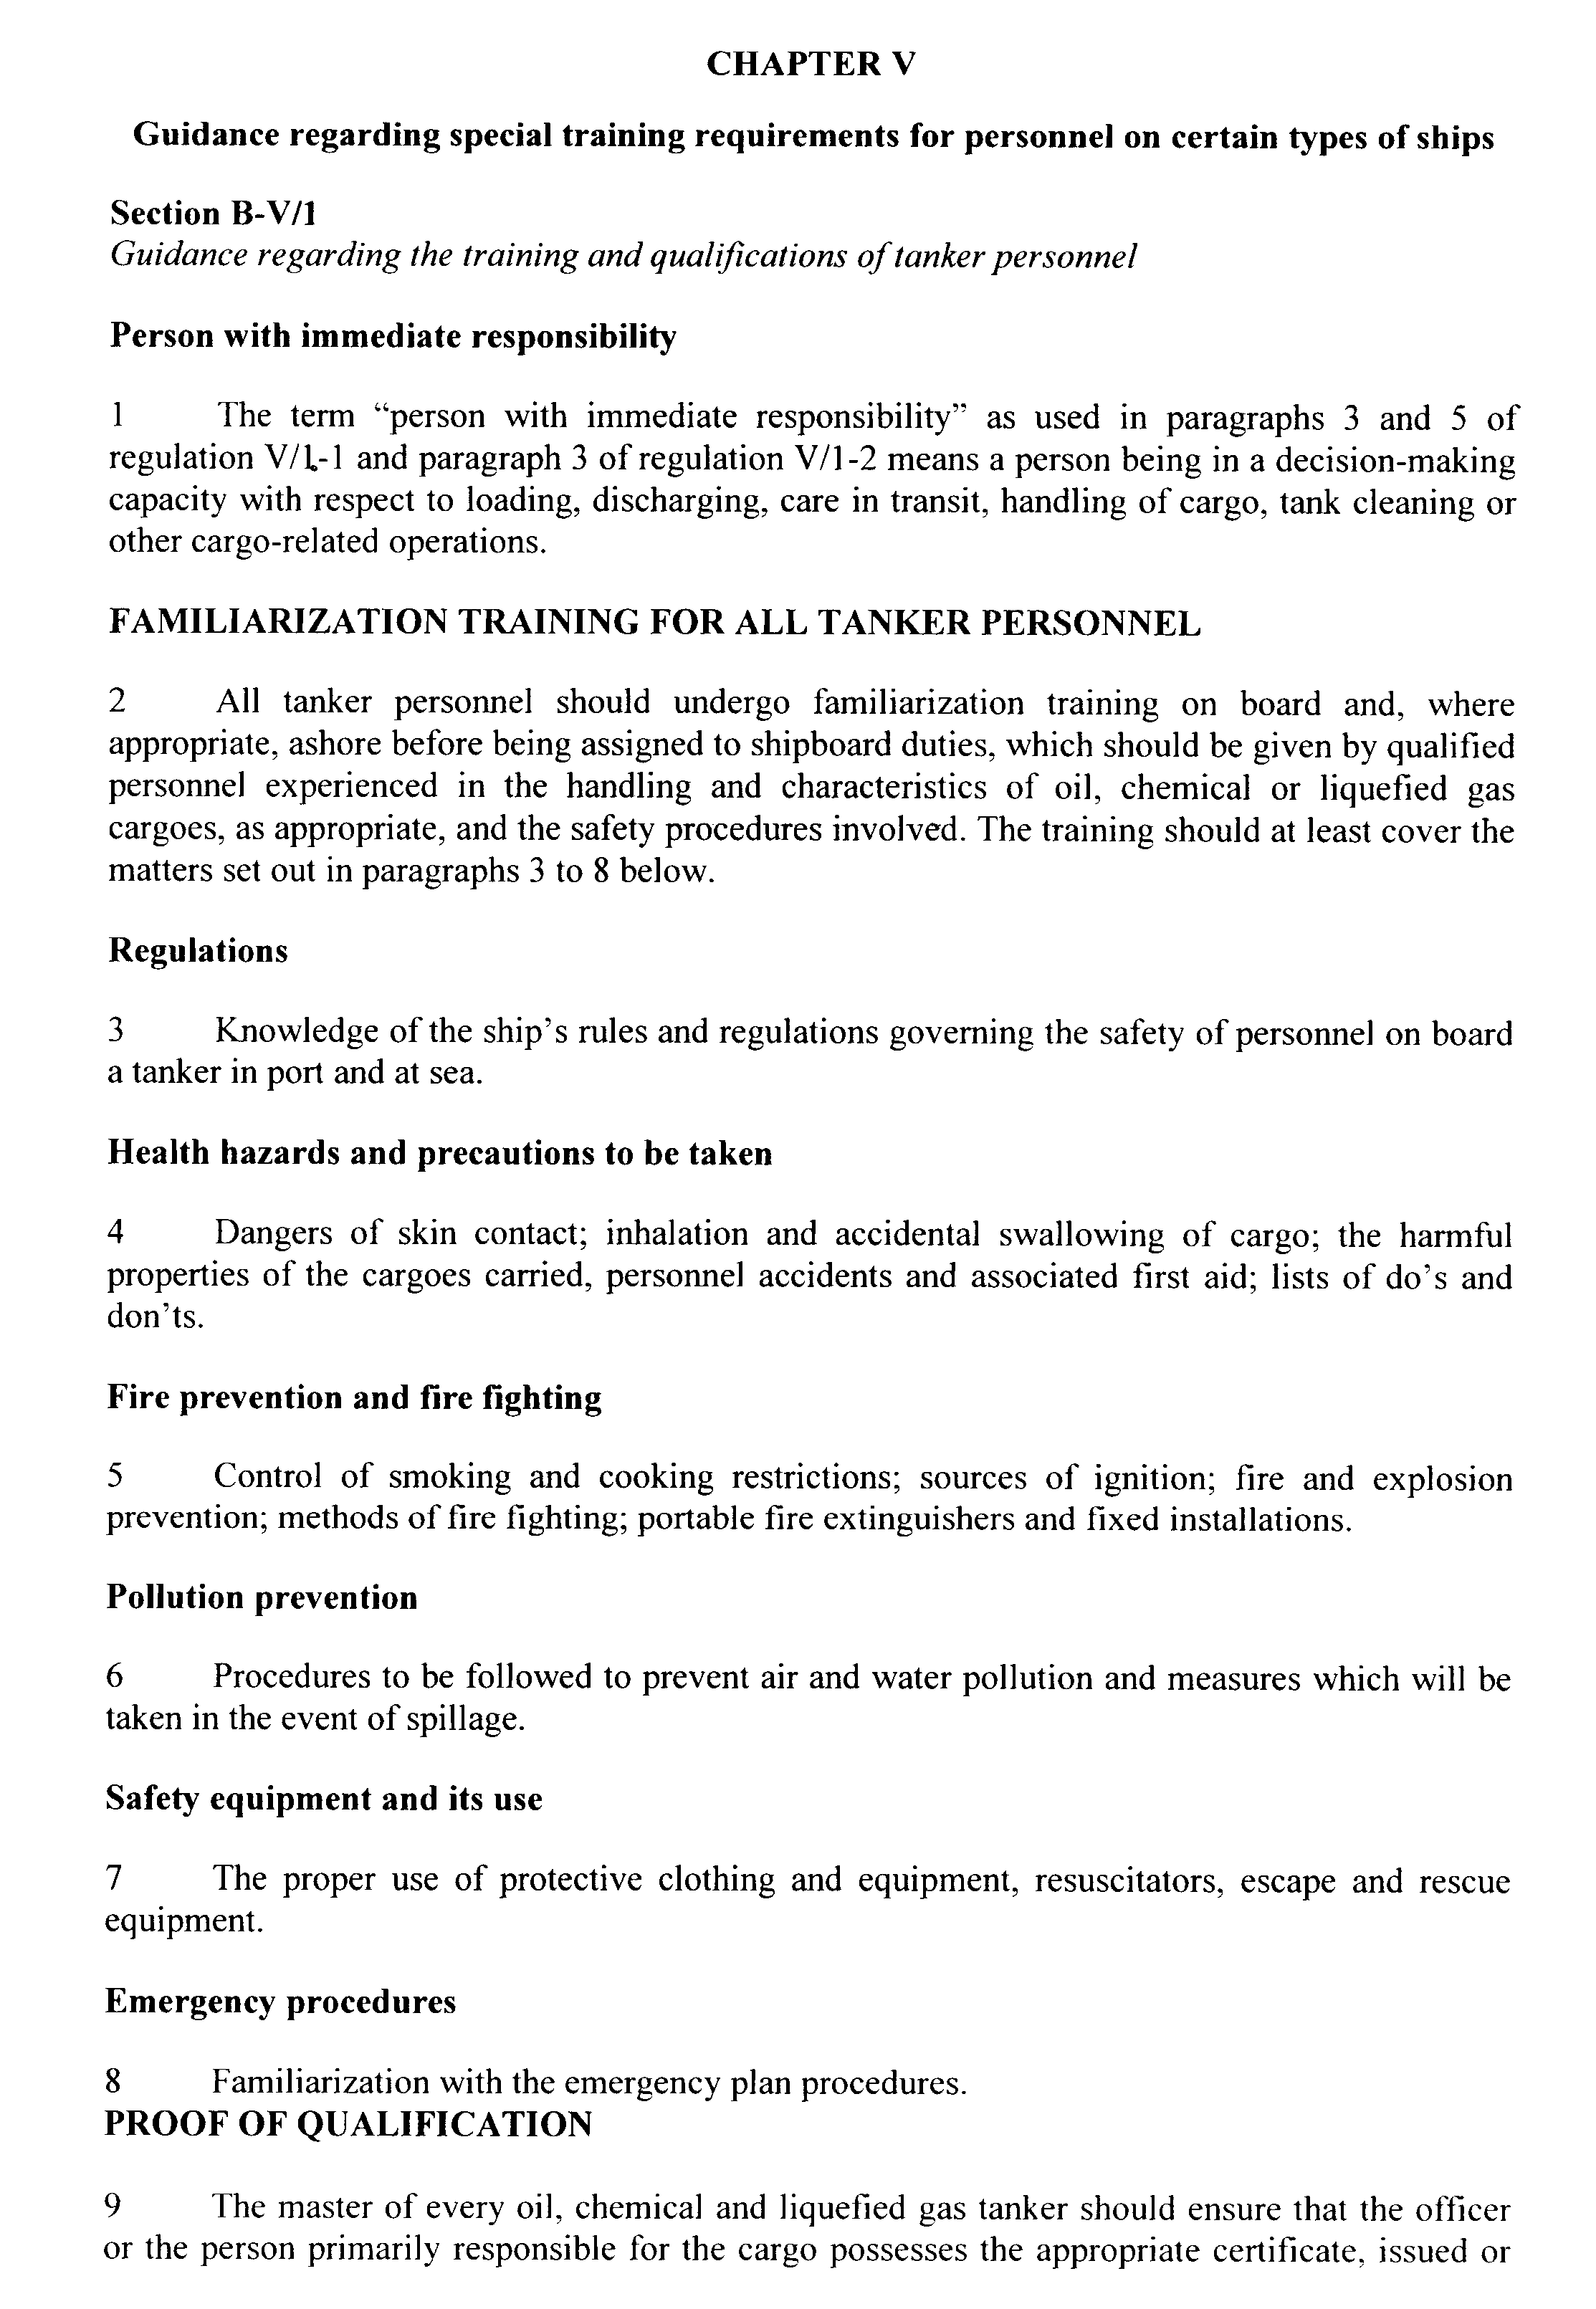 CHAPTER V
Guidance regarding special training requirements for personnel on certain types of ships
Section B-V/1
Guidance regarding the training and qualifications of tanker personnel
Person with immediate responsibility
1 The term “person with immediate responsibility” as used in paragraphs 3 and 5 of
regulation V/1-1 and paragraph 3 of regulation V/1-2 means a person being in a decision-making
capacity with respect to loading, discharging, care in transit, handling of cargo, tank cleaning or
other cargo-related operations.
FAMILIARIZATION TRAINING FOR ALL TANKER PERSONNEL
2 All tanker personnel should undergo familiarization training on board and, where
appropriate, ashore before being assigned to shipboard duties, which should be given by qualified
personnel experienced in the handling and characteristics of oil, chemical or liquefied gas
cargoes, as appropriate, and the safety procedures involved. The training should at least cover the
matters set out in paragraphs 3 to 8 below.
Regulations
3 Knowledge of the ship’s rules and regulations governing the safety of personnel on board
a tanker in port and at sea.
Health hazards and precautions to be taken
4 Dangers of skin contact; inhalation and accidental swallowing of cargo; the harmful
properties of the cargoes carried, personnel accidents and associated first aid; lists of do’s and
don’ts.
Fire prevention and fire fighting
5 Control of smoking and cooking restrictions; sources of ignition; fire and explosion
prevention; methods of fire fighting; portable fire extinguishers and fixed installations.
Pollution prevention
6 Procedures to be followed to prevent air and water pollution and measures which will be
taken in the event of spillage.
Safety equipment and its use
7 The proper use of protective clothing and equipment, resuscitators, escape and rescue
equipment.
Emergency procedures
8 Familiarization with the emergency plan procedures.
PROOF OF QUALIFICATION
9 The master of every oil, chemical and liquefied gas tanker should ensure that the officer
or the person primarily responsible for the cargo possesses the appropriate certificate, issued or